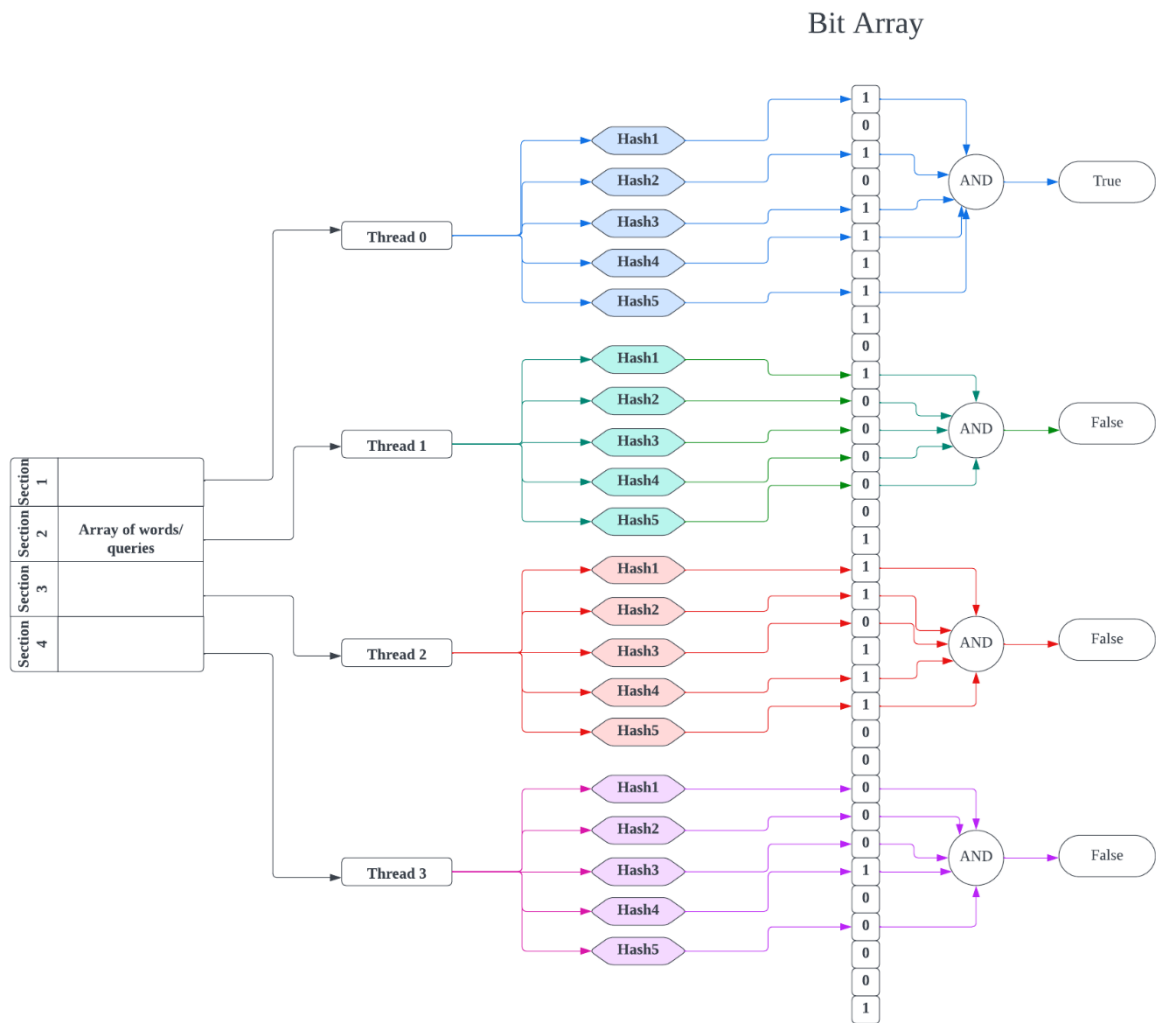 Bit Array
1
0
1
0
1
1
1
1
1
0
1
0
0
0
0
0
1
1
1
0
1
1
1
0
0
0
0
0
1
0
0
0
0
1
Hash1
Hash2
Hash3
Hash4
Hash5
Thread 0
AND
True
Hash1
Hash2
Hash3
Hash4
Hash5
Thread 1
AND
False
Section
1
Section
2
Section
3
Section
4
Array of words/
queries
Hash1
Hash2
Hash3
Hash4
Hash5
Thread 2
AND
False
Hash1
Hash2
Hash3
Hash4
Hash5
Thread 3
AND
False